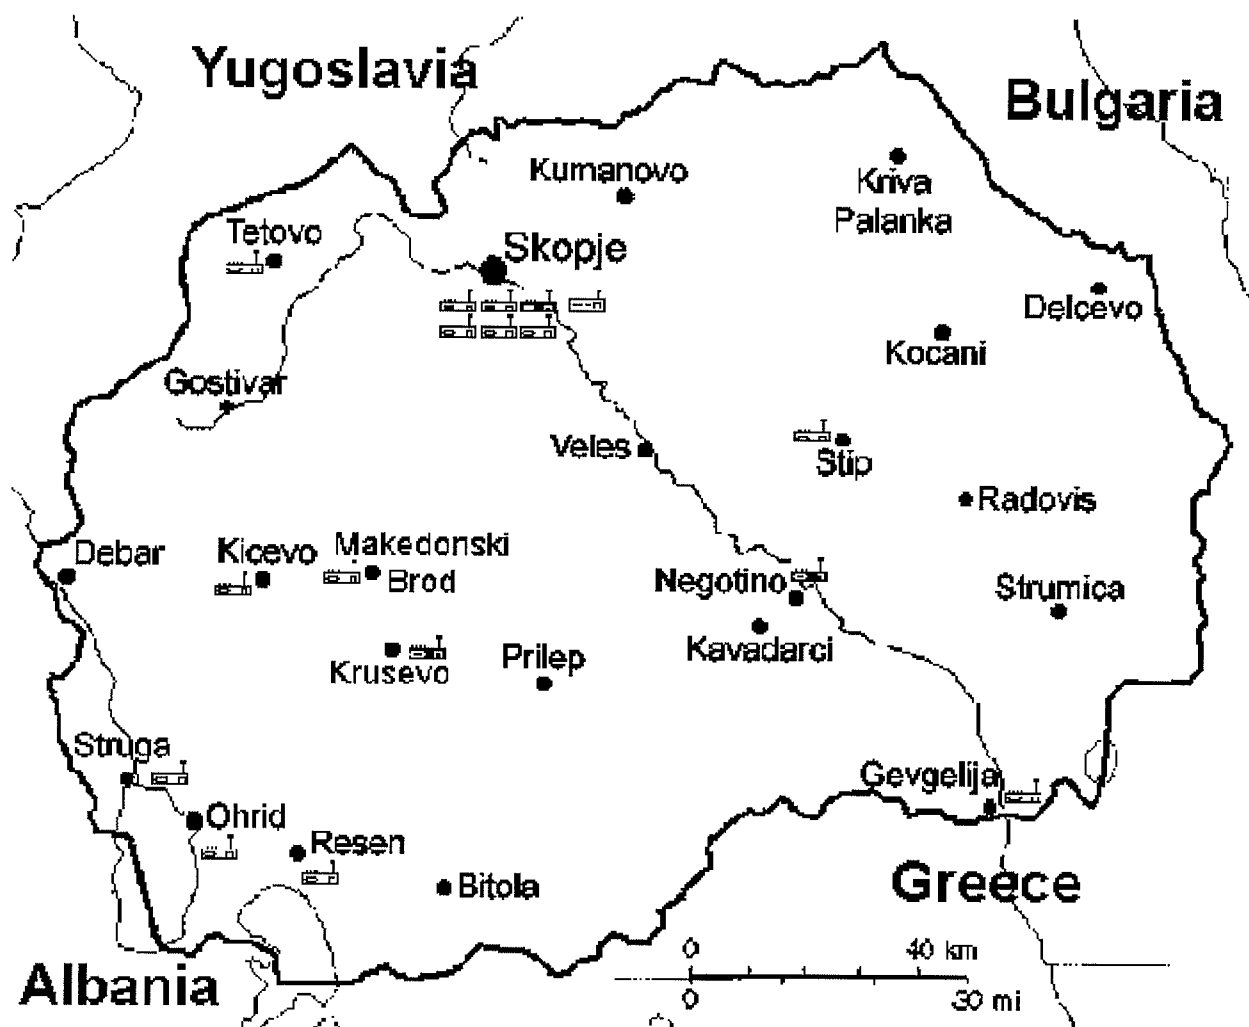 Yugoslavia
Bulgaria
Kumanovo
Kriva
Palanka
Tetovo
Skopje
Delcevo
Kocani
Gostivar
Veles
Stip
Radovis
Debar
Kicevo
Makedonski
Brod
Negotino
Strumica
Kavadarci
Krusevo
Prilep
Struga
Gevgelija
Ohrid
Resen
Bitola
Greece
Albania
0 40 km
0 30 mi